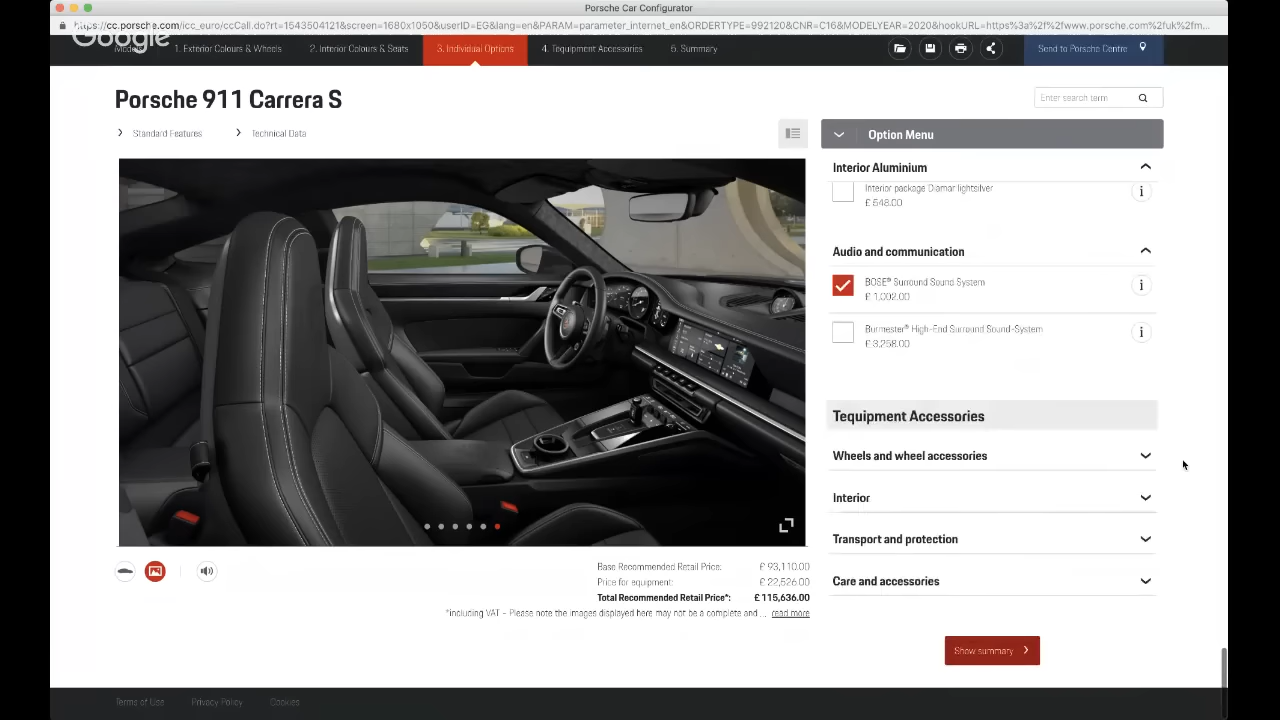 Porsche Car Configurator
https://cc.porsche.com/icc_euro/ccCall.do?rt=1543504121&screen=1680x1050&userID=EG&lang=en&PARAM=parameter_internet_en&ORDERTYPE=992120&CNR=C16&MODELYEAR=2020&hookURL=https%3a%2f%2fwww.porsche.com%2fuk%2fm...
Google
Models
1. Exterior Colours & Wheels
2. Interior Colours & Seats
3. Individual Options
4. Tequipment Accessories
5. Summary
Send to Porsche Centre
Porsche 911 Carrera S
Enter search term
Standard Features
Technical Data
Option Menu
Interior Aluminium
Interior package Diamar lightsilver
£ 548.00
Audio and communication
BOSE® Surround Sound System
£ 1,002.00
Burmester® High-End Surround Sound-System
£ 3,258.00
Tequipment Accessories
Wheels and wheel accessories
Interior
Transport and protection
Care and accessories
Base Recommended Retail Price: £ 93,110.00
Price for equipment: £ 22,526.00
Total Recommended Retail Price*: £ 115,636.00
*including VAT – Please note the images displayed here may not be a complete and ... read more
Show summary
Terms of Use
Privacy Policy
Cookies